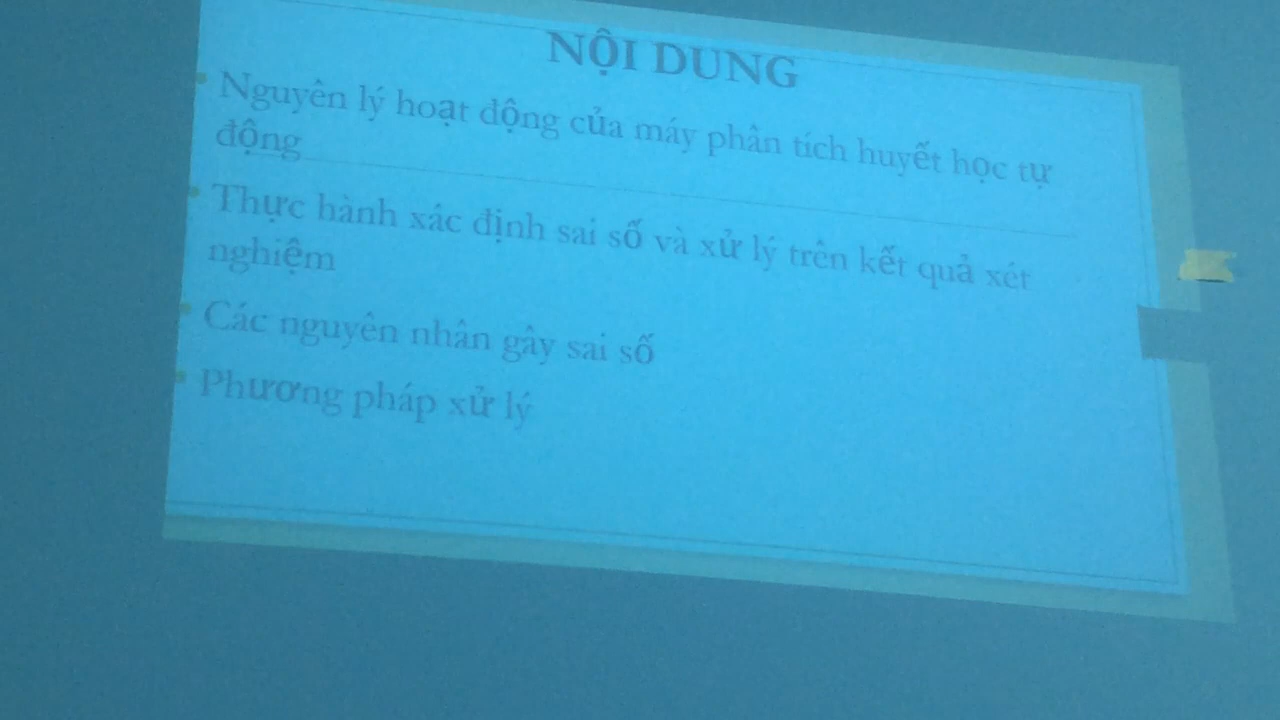 NỘI DUNG
Nguyên lý hoạt động của máy phân tích huyết học tự
động
Thực hành xác định sai số và xử lý trên kết quả xét
nghiệm
Các nguyên nhân gây sai số
Phương pháp xử lý